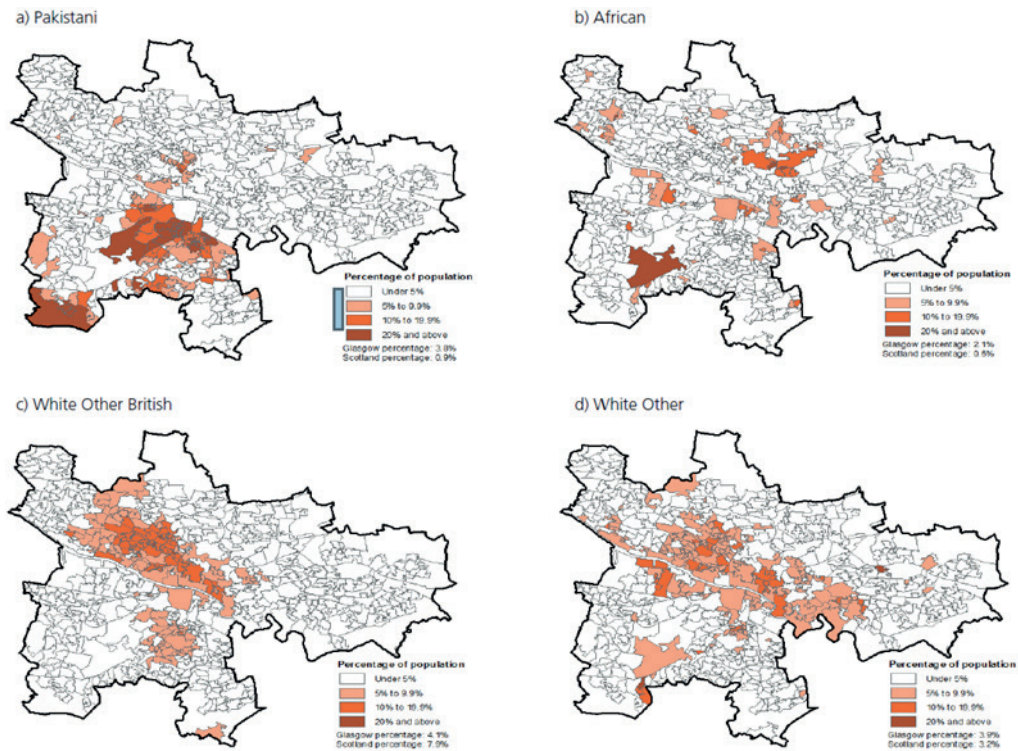 a) Pakistani
b) African
Percentage of population
Under 5%
5% to 9.9%
10% to 19.9%
20% and above
Glasgow percentage: 3.8%
Scotland percentage: 0.9%
Percentage of population
Under 5%
5% to 9.9%
10% to 19.9%
20% and above
Glasgow percentage: 2.1%
Scotland percentage: 0.6%
c) White Other British
d) White Other
Percentage of population
Under 5%
5% to 9.9%
10% to 19.9%
20% and above
Glasgow percentage: 4.1%
Scotland percentage: 7.9%
Percentage of population
Under 5%
5% to 9.9%
10% to 19.9%
20% and above
Glasgow percentage: 3.9%
Scotland percentage: 3.2%